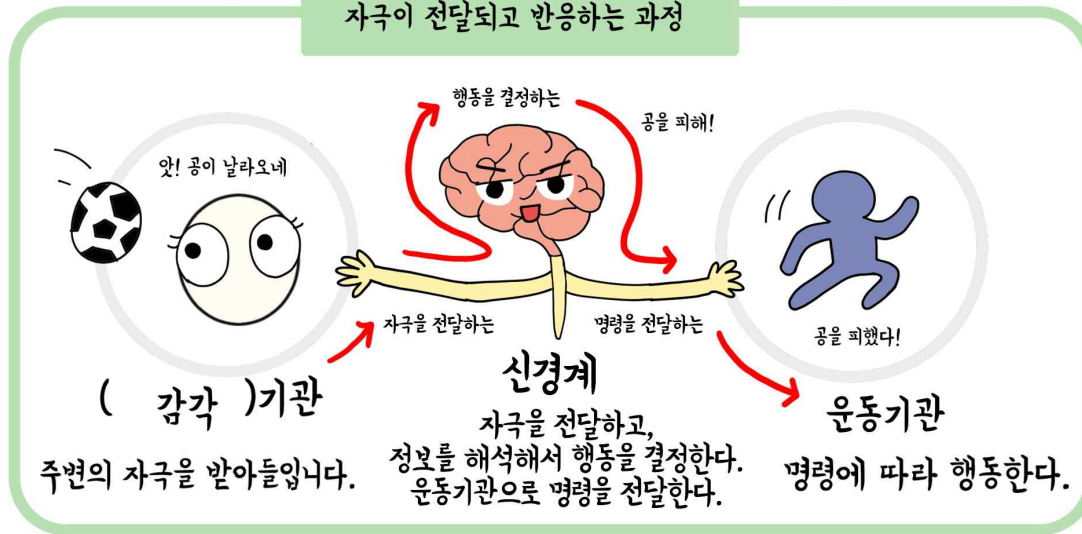 자극이 전달되고 반응하는 과정
행동을 결정하는
공을 피해!
앗! 공이 날라오네
자극을 전달하는
명령을 전달하는
공을 피했다!
( 감각 )기관
주변의 자극을 받아들입니다.
신경계
자극을 전달하고,
정보를 해석해서 행동을 결정한다.
운동기관으로 명령을 전달한다.
운동기관
명령에 따라 행동한다.